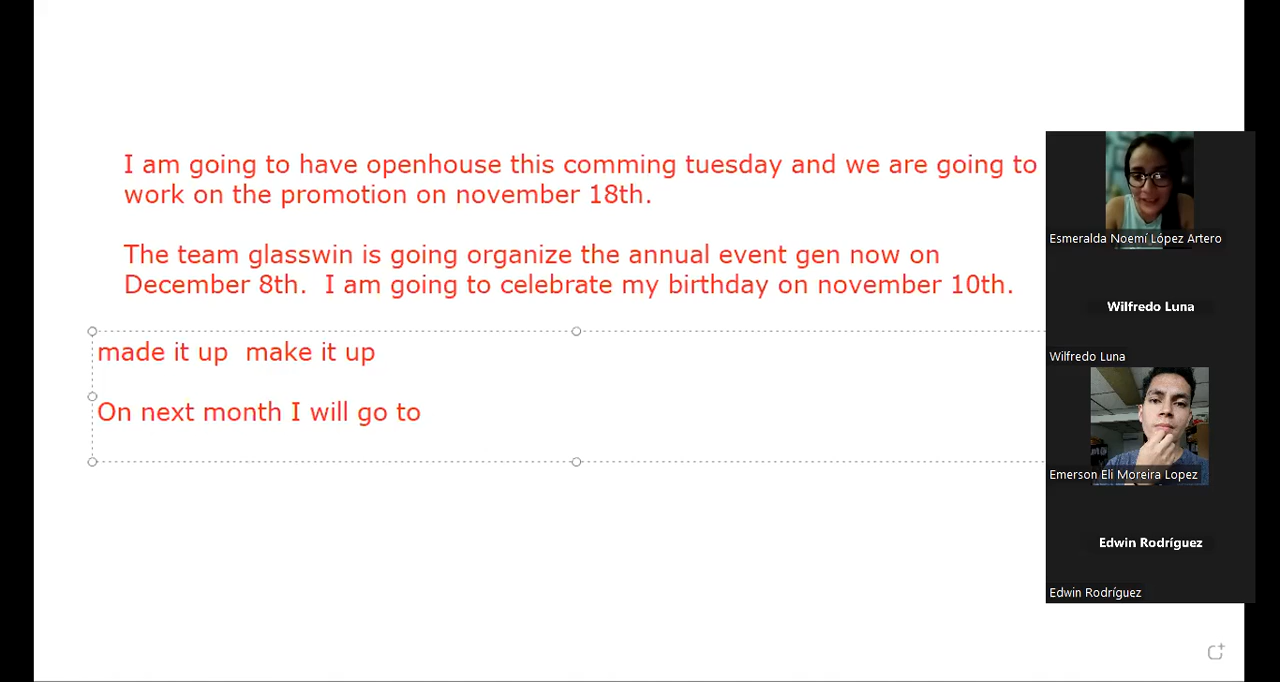 I am going to have openhouse this comming tuesday and we are going to
work on the promotion on november 18th.
The team glasswin is going organize the annual event gen now on
December 8th.  I am going to celebrate my birthday on november 10th.
made it up  make it up
On next month I will go to
Esmeralda Noemí López Artero
Wilfredo Luna
Wilfredo Luna
Emerson Eli Moreira Lopez
Edwin Rodríguez
Edwin Rodríguez